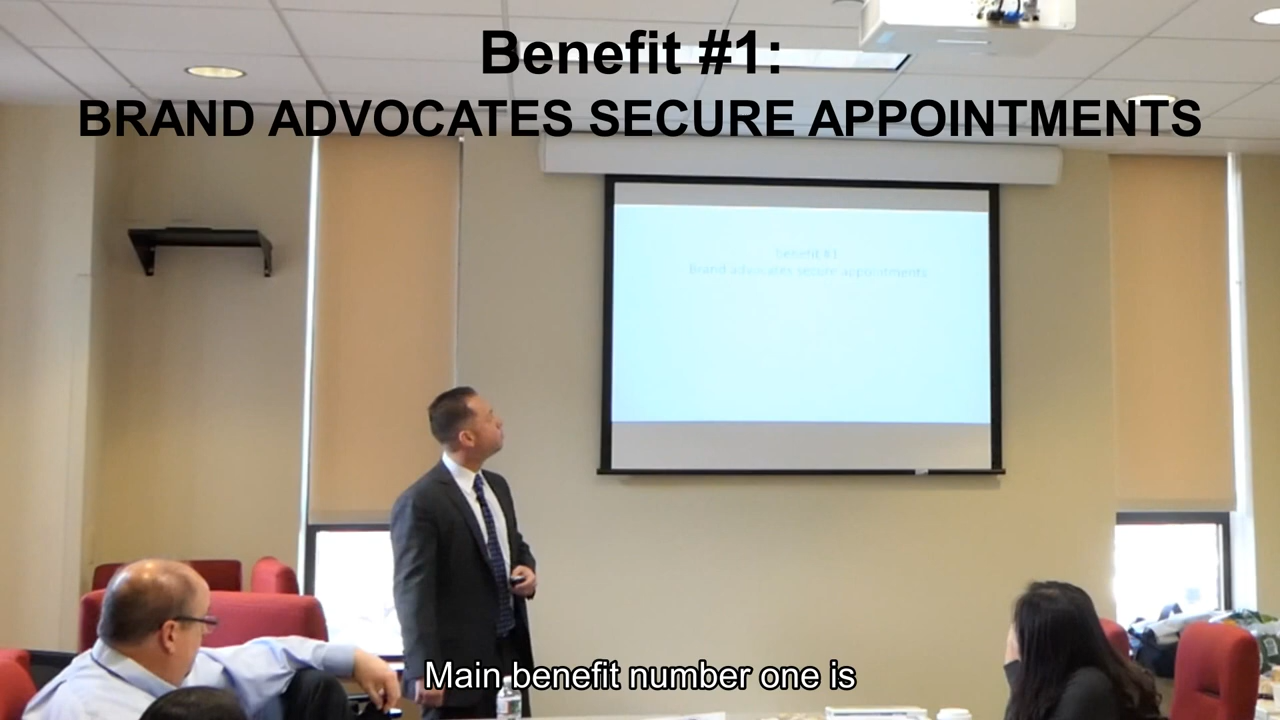 Benefit #1:
BRAND ADVOCATES SECURE APPOINTMENTS
benefit #1
brand advocates secure appointments
Main benefit number one is